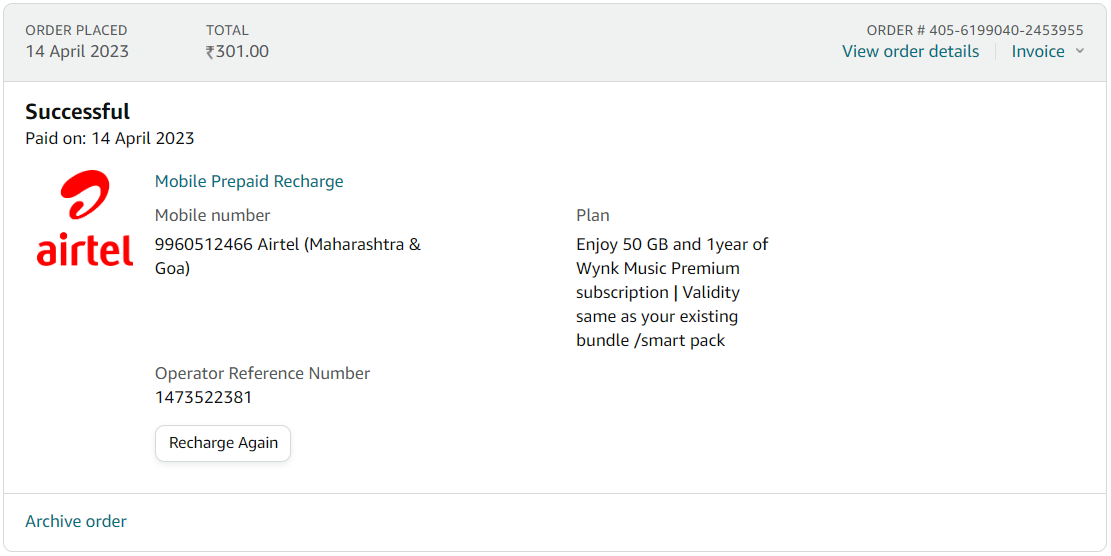 ORDER PLACED
14 April 2023
TOTAL
₹301.00
ORDER # 405-6199040-2453955
View order details
Invoice
Successful
Paid on: 14 April 2023
airtel
Mobile Prepaid Recharge
Mobile number
9960512466 Airtel (Maharashtra &
Goa)
Plan
Enjoy 50 GB and 1year of
Wynk Music Premium
subscription | Validity
same as your existing
bundle /smart pack
Operator Reference Number
1473522381
Recharge Again
Archive order